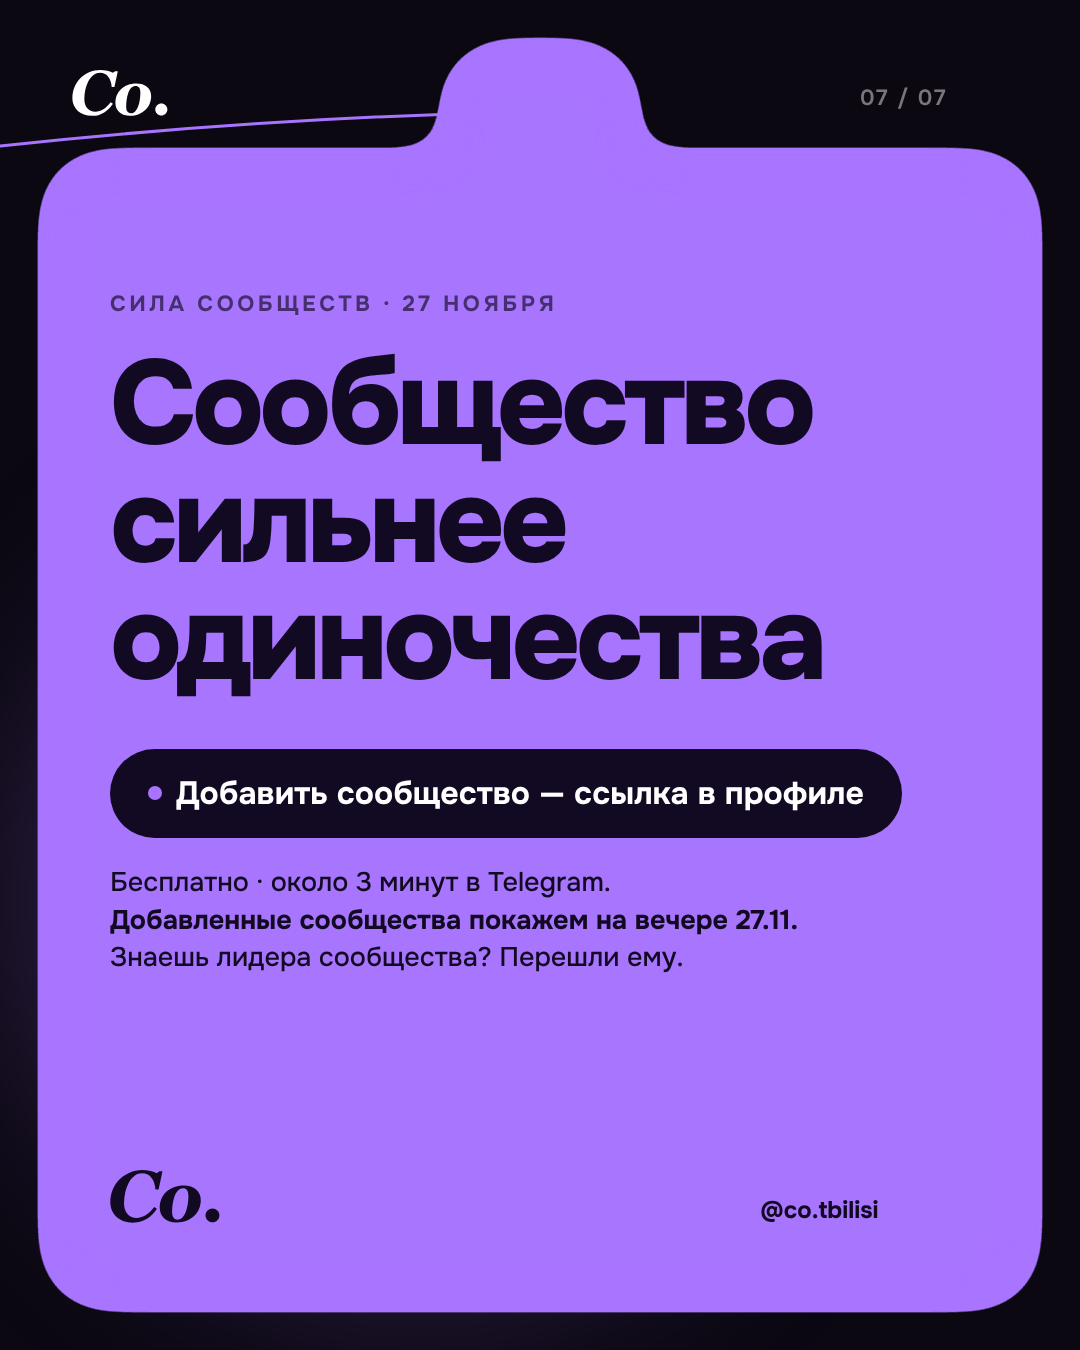 Co.
07 / 07
СИЛА СООБЩЕСТВ · 27 НОЯБРЯ
Сообщество
сильнее
одиночества
Добавить сообщество — ссылка в профиле
Бесплатно · около 3 минут в Telegram.
Добавленные сообщества покажем на вечере 27.11.
Знаешь лидера сообщества? Перешли ему.
Co.
@co.tbilisi